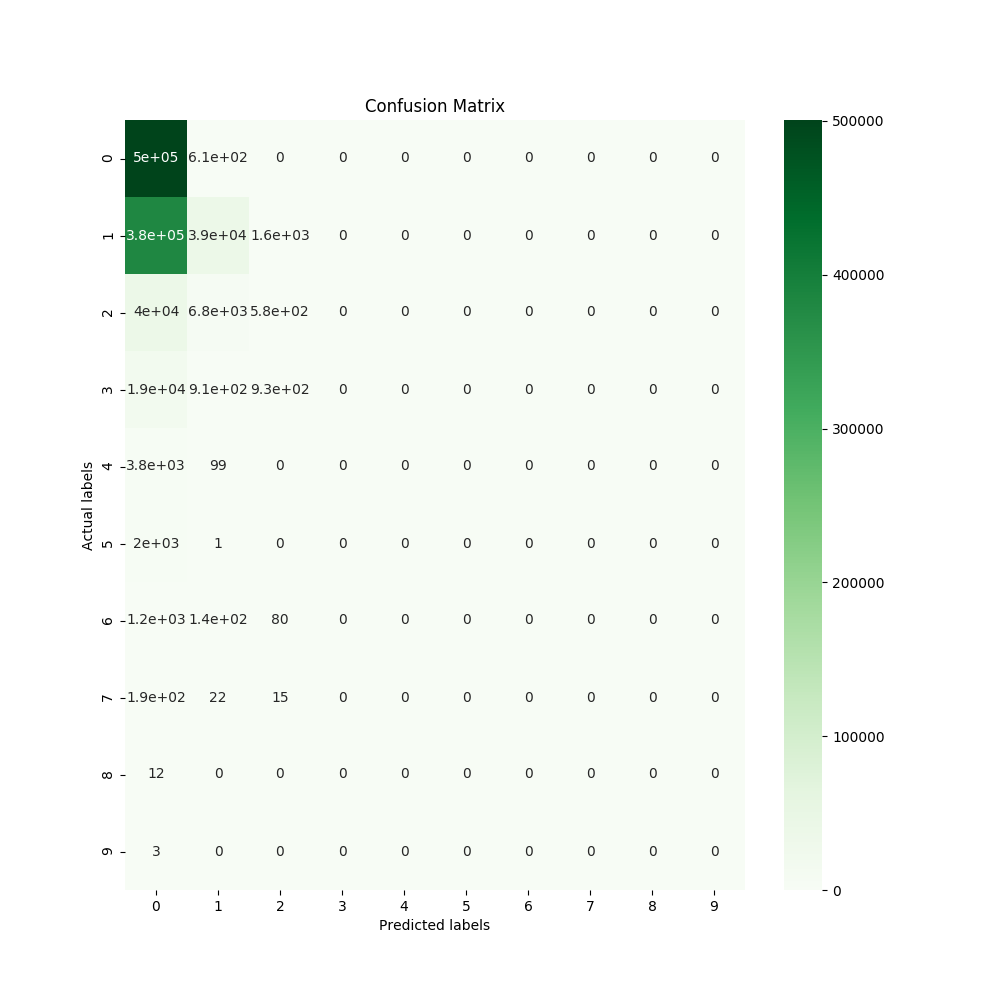 Confusion Matrix
0 5e+05 6.1e+02 0 0 0 0 0 0 0 0
1 3.8e+05 3.9e+04 1.6e+03 0 0 0 0 0 0 0
2 4e+04 6.8e+03 5.8e+02 0 0 0 0 0 0 0
3 1.9e+04 9.1e+02 9.3e+02 0 0 0 0 0 0 0
4 3.8e+03 99 0 0 0 0 0 0 0 0
5 2e+03 1 0 0 0 0 0 0 0 0
6 1.2e+03 1.4e+02 80 0 0 0 0 0 0 0
7 1.9e+02 22 15 0 0 0 0 0 0 0
8 12 0 0 0 0 0 0 0 0 0
9 3 0 0 0 0 0 0 0 0 0
0 1 2 3 4 5 6 7 8 9
Predicted labels
Actual labels
500000
400000
300000
200000
100000
0